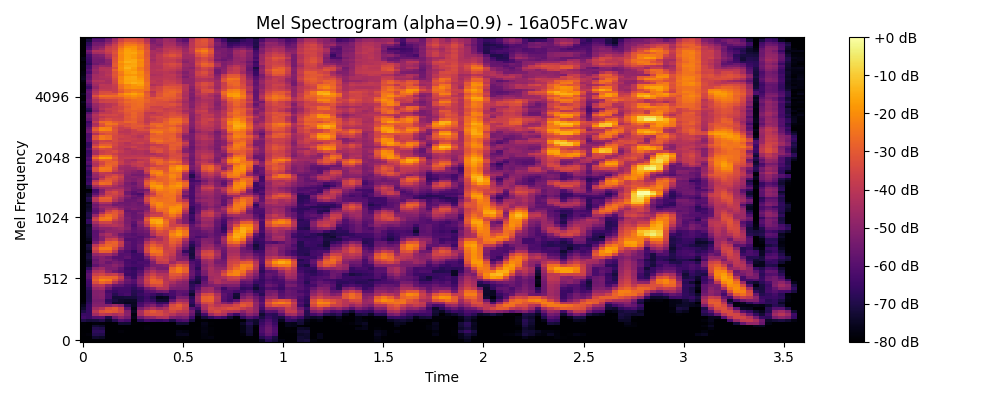 Mel Spectrogram (alpha=0.9) - 16a05Fc.wav
Mel Frequency
4096
2048
1024
512
0
0
0.5
1
1.5
2
2.5
3
3.5
Time
+0 dB
-10 dB
-20 dB
-30 dB
-40 dB
-50 dB
-60 dB
-70 dB
-80 dB